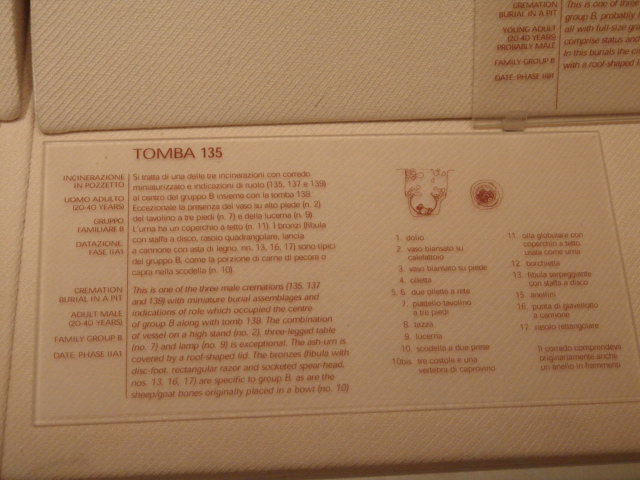 CREMATION
BURIAL IN A PIT
YOUNG ADULT
(20-40 YEARS)
PROBABLY MALE
FAMILY GROUP B
DATE: PHASE IIB1
This is one of three
group B, probably
all with full-size
comprise status and
In this burials the
with a roof-shaped
TOMBA 135
INCINERAZIONE
IN POZZETTO
UOMO ADULTO
(20-40 YEARS)
GRUPPO
FAMILIARE B
DATAZIONE:
FASE IIA1
Si tratta di una delle tre incinerazioni con corredo
miniaturizzato e indicazioni di ruolo (135, 137 e 139)
al centro del gruppo B insieme con la tomba 138.
Eccezionale la presenza del vaso su alto piede (n. 2)
del tavolino a tre piedi (n. 7) e della lucerna (n. 9).
L'urna ha un coperchio a tetto (n. 11). I bronzi (fibula
con staffa a disco, rasoio quadrangolare, lancia
a cannone con asta di legno, nn. 13, 16, 17) sono tipici
del gruppo B, come la porzione di carne di pecora o
capra nella scodella (n. 10).
CREMATION
BURIAL IN A PIT
ADULT MALE
(20-40 YEARS)
FAMILY GROUP B
DATE: PHASE IIA1
This is one of the three male cremations (135, 137
and 139) with miniature burial assemblages and
indications of role which occupied the centre
of group B along with tomb 138. The combination
of vessel on a high stand (no. 2), three-legged table
(no. 7) and lamp (no. 9) is exceptional. The ash-urn is
covered by a roof-shaped lid. The bronzes (fibula with
disc-foot, rectangular razor and socketed spear-head,
nos. 13, 16, 17) are specific to group B, as are the
sheep/goat bones originally placed in a bowl (no. 10)
1. dolio
2. vaso biansato su
calefattoio
3. vaso biansato su piede
4. olletta
5, 6. due ollette a rete
7. piattello tavolino
a tre piedi
8. tazza
9. lucerna
10. scodella a due prese
10bis. tre costole e una
vertebra di caprovino
11. olla globulare con
coperchio a tetto
usata come urna
12. borchietta
13. fibula serpeggiante
con staffa a disco
15. anellini
16. punta di giavellotto
a cannone
17. rasoio rettangolare
Il corredo comprendeva
originariamente anche
un anello in frammenti